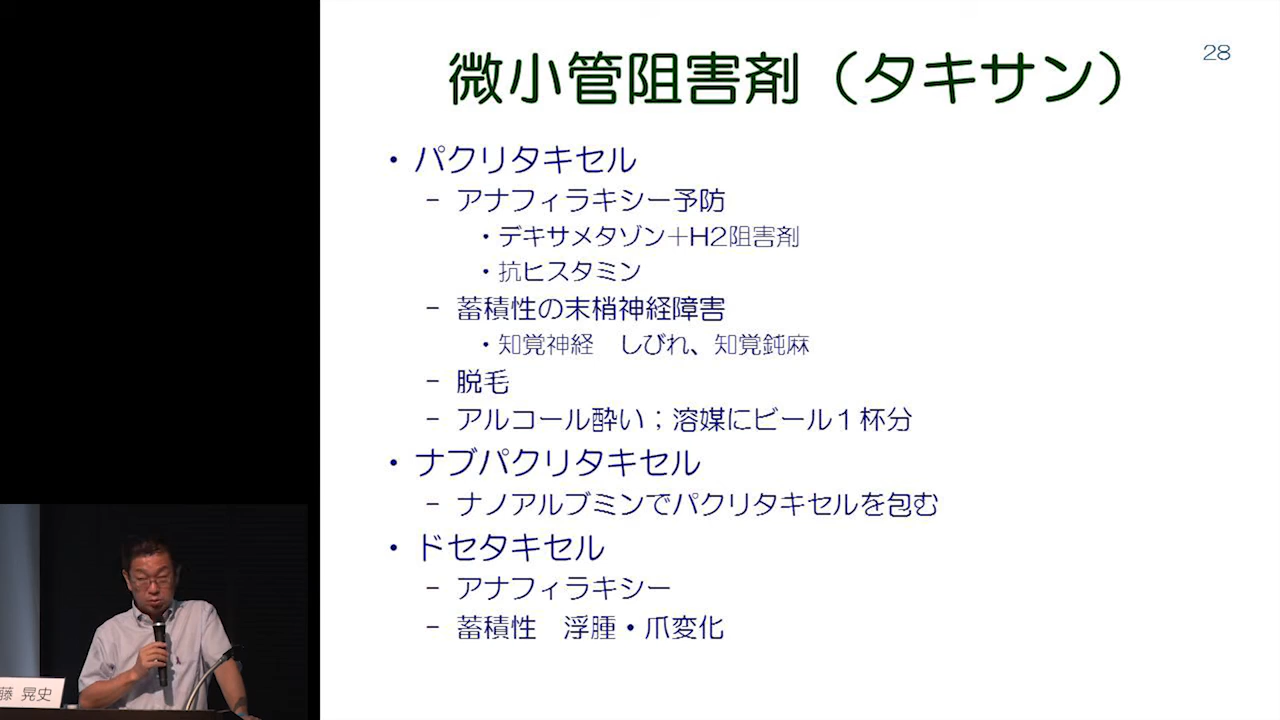 28
微小管阻害剤（タキサン）
・パクリタキセル
－ アナフィラキシー予防
・デキサメタゾン＋H2阻害剤
・抗ヒスタミン
－ 蓄積性の末梢神経障害
・知覚神経　しびれ、知覚鈍麻
－ 脱毛
－ アルコール酔い；溶媒にビール１杯分
・ナブパクリタキセル
－ ナノアルブミンでパクリタキセルを包む
・ドセタキセル
－ アナフィラキシー
－ 蓄積性　浮腫・爪変化
藤 晃史